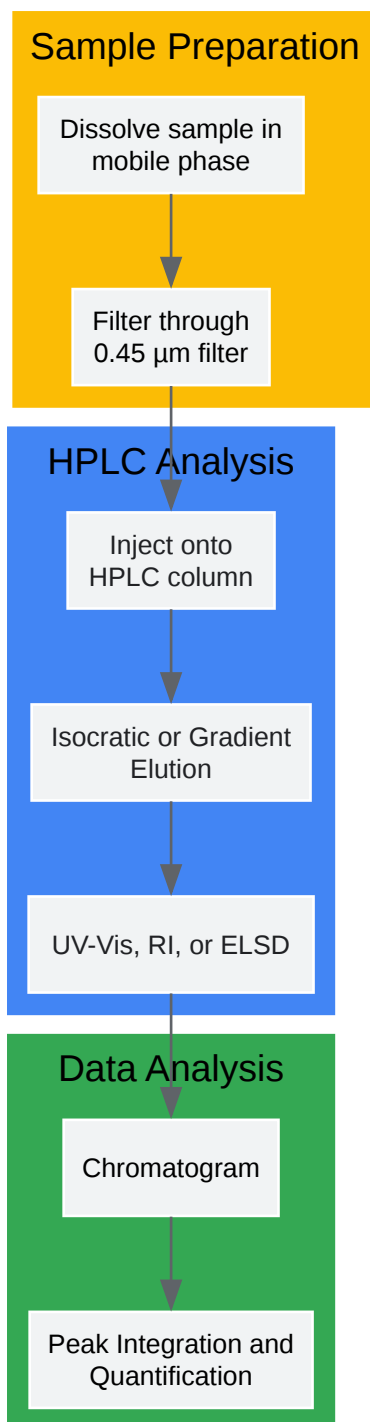 Sample Preparation
Dissolve sample in
mobile phase
Filter through
0.45 µm filter
HPLC Analysis
Inject onto
HPLC column
Isocratic or Gradient
Elution
UV-Vis, RI, or ELSD
Data Analysis
Chromatogram
Peak Integration and
Quantification